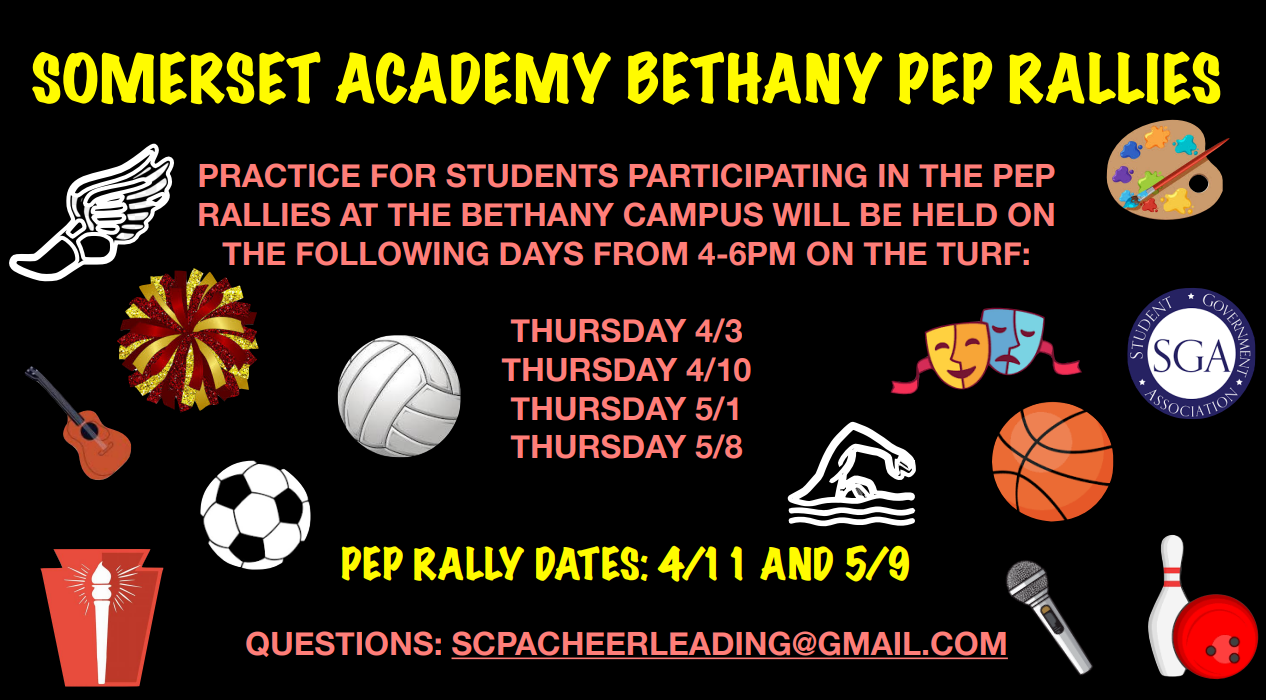 SOMERSET ACADEMY BETHANY PEP RALLIES
PRACTICE FOR STUDENTS PARTICIPATING IN THE PEP
RALLIES AT THE BETHANY CAMPUS WILL BE HELD ON
THE FOLLOWING DAYS FROM 4-6PM ON THE TURF:
THURSDAY 4/3
THURSDAY 4/10
THURSDAY 5/1
THURSDAY 5/8
STUDENT GOVERNMENT
SGA
ASSOCIATION
PEP RALLY DATES: 4/11 AND 5/9
QUESTIONS: SCPACHEERLEADING@GMAIL.COM